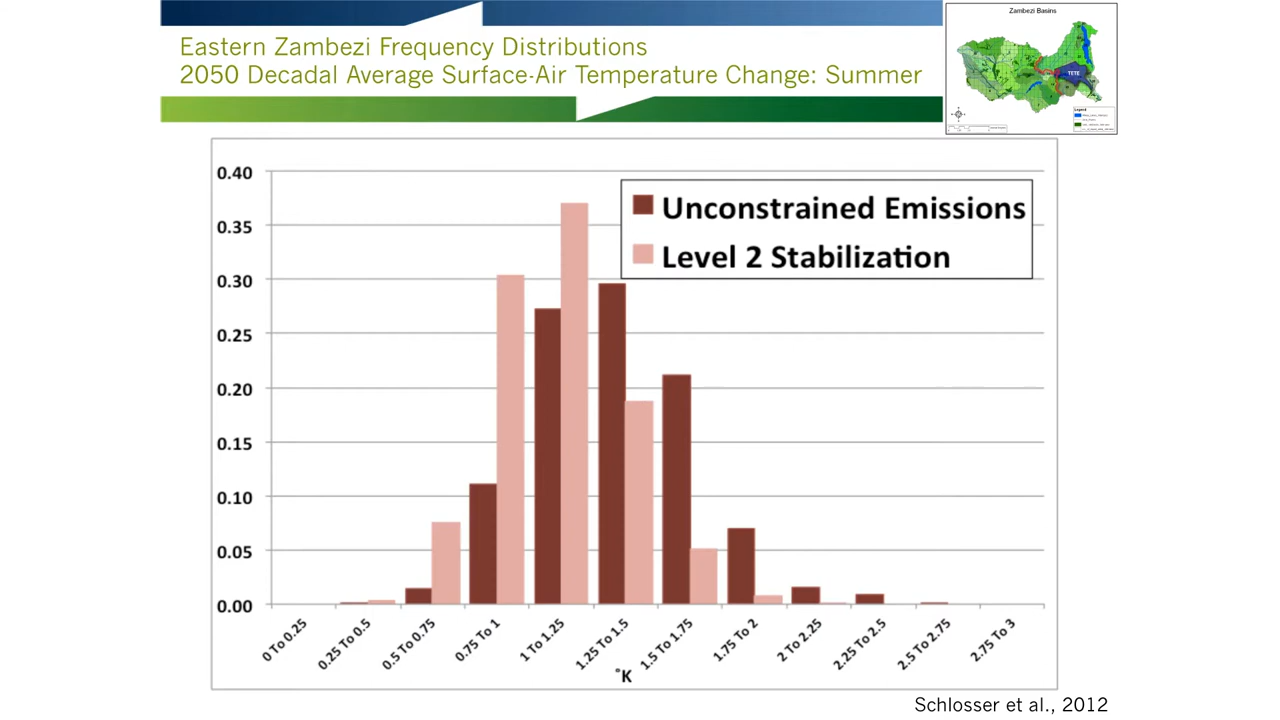 Eastern Zambezi Frequency Distributions
2050 Decadal Average Surface-Air Temperature Change: Summer
Zambezi Basins
TETE
Legend
0.40
0.35
0.30
0.25
0.20
0.15
0.10
0.05
0.00
Unconstrained Emissions
Level 2 Stabilization
0 To 0.25
0.25 To 0.5
0.5 To 0.75
0.75 To 1
1 To 1.25
1.25 To 1.5
1.5 To 1.75
1.75 To 2
2 To 2.25
2.25 To 2.5
2.5 To 2.75
2.75 To 3
°K
Schlosser et al., 2012